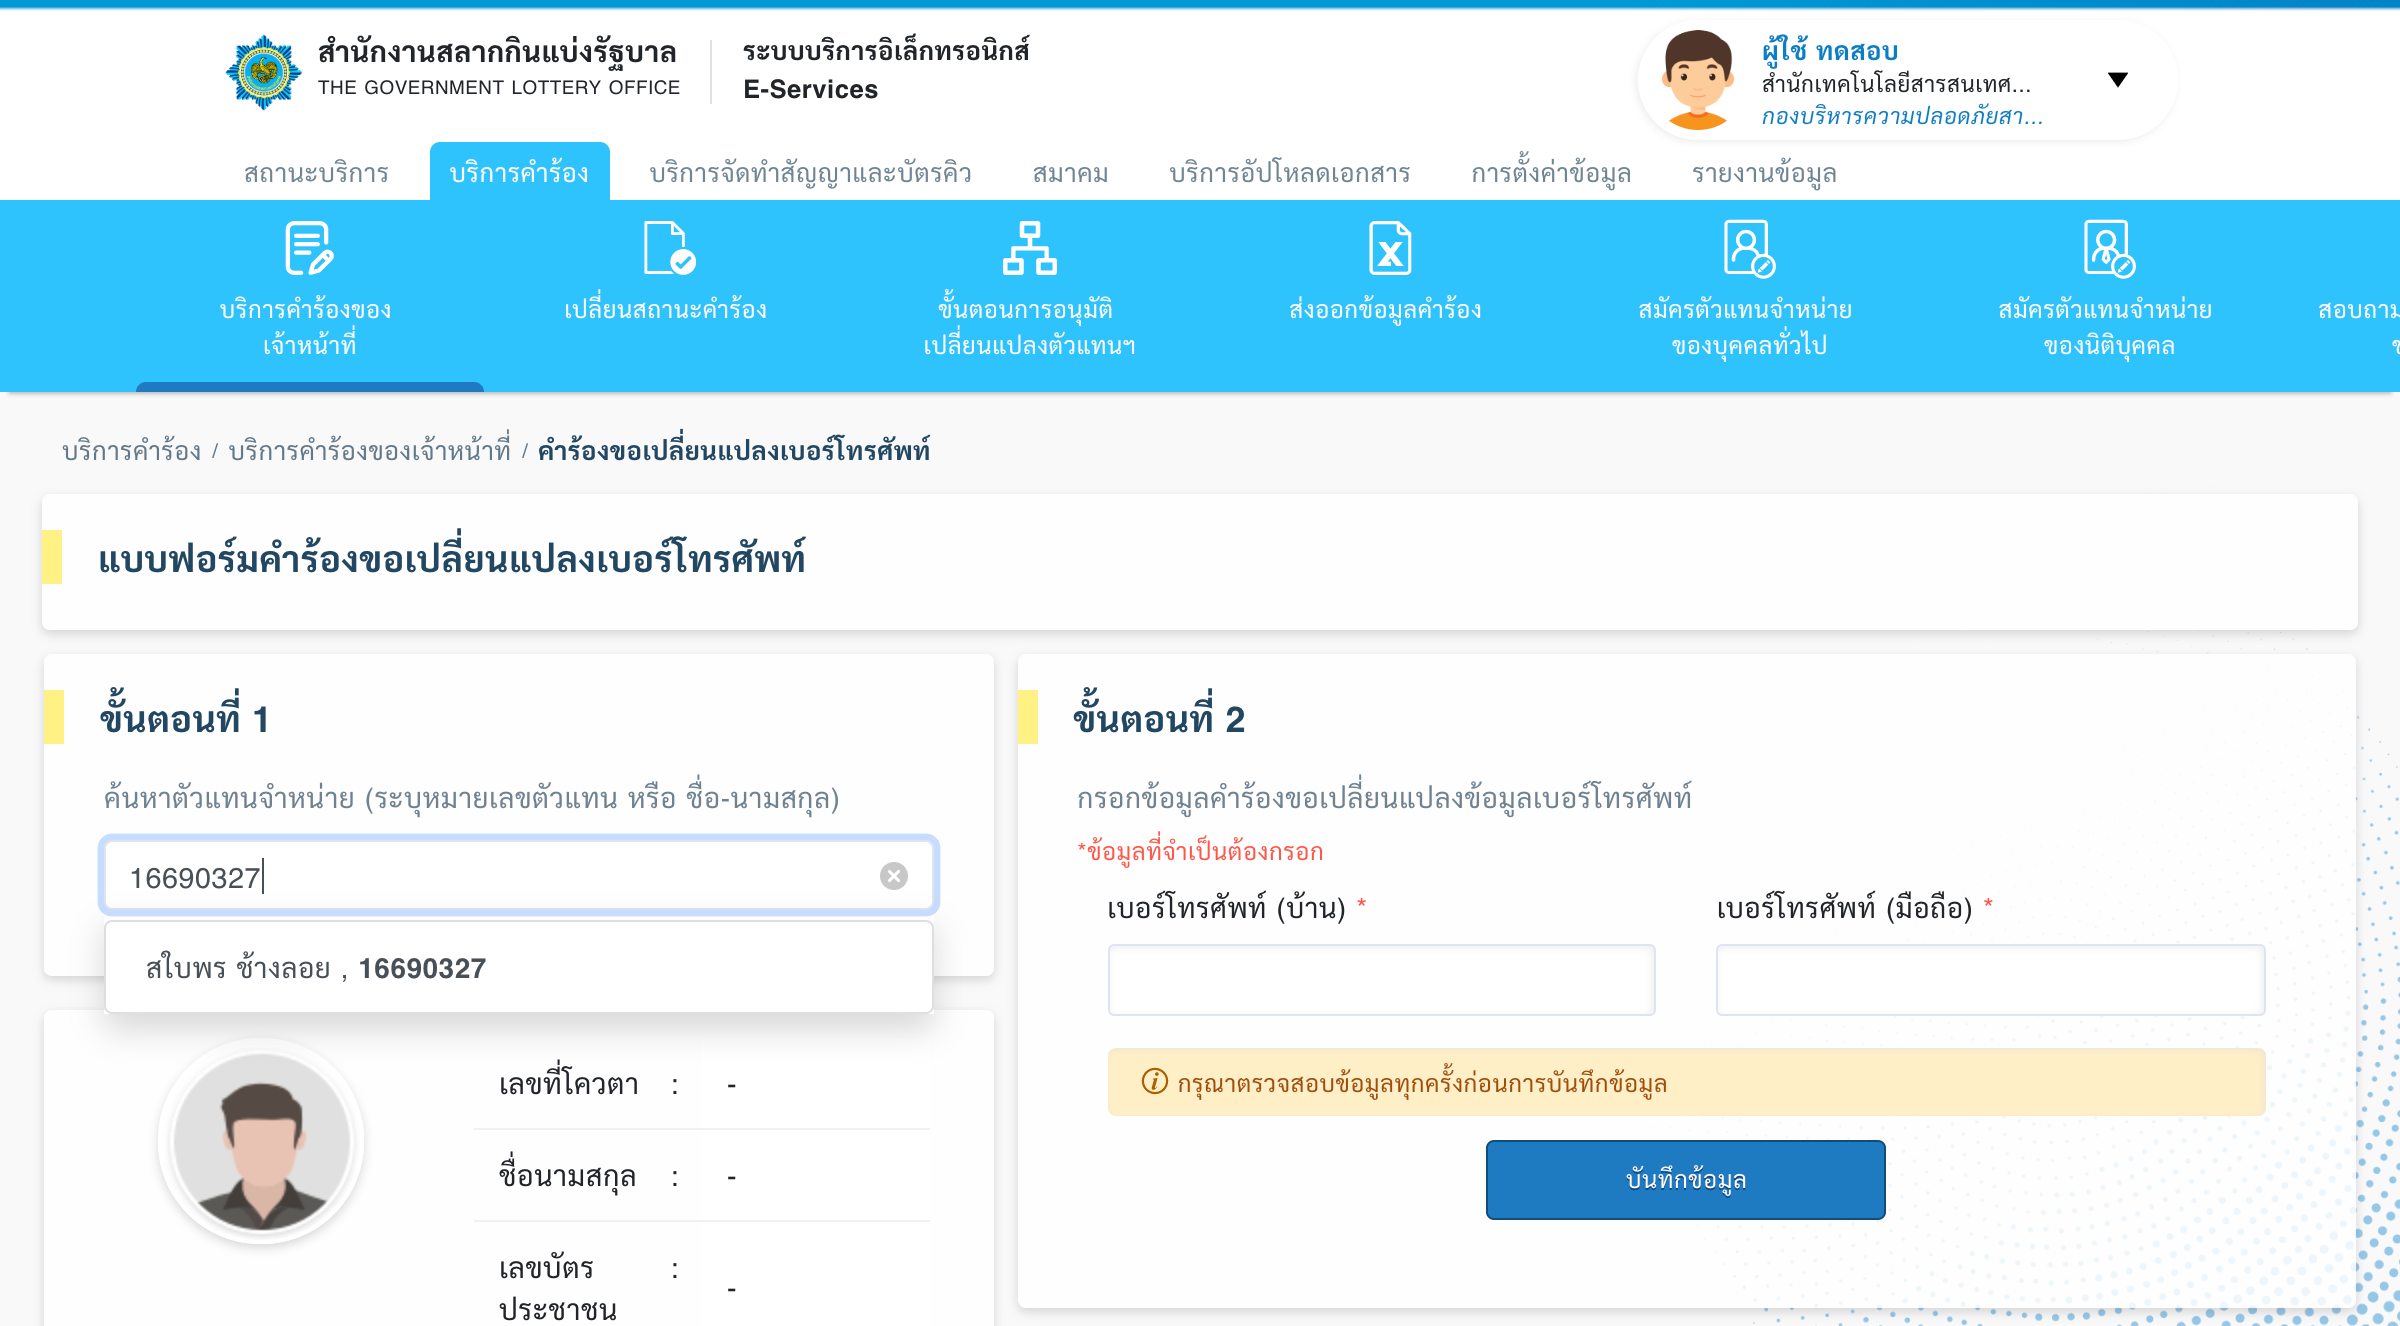 สำนักงานสลากกินแบ่งรัฐบาล
THE GOVERNMENT LOTTERY OFFICE
ระบบบริการอิเล็กทรอนิกส์
E-Services
ผู้ใช้ ทดสอบ
สำนักเทคโนโลยีสารสนเทศ...
กองบริหารความปลอดภัยสา...
สถานะบริการ
บริการคำร้อง
บริการจัดทำสัญญาและบัตรคิว
สมาคม
บริการอัปโหลดเอกสาร
การตั้งค่าข้อมูล
รายงานข้อมูล
บริการคำร้องของ
เจ้าหน้าที่
เปลี่ยนสถานะคำร้อง
ขั้นตอนการอนุมัติ
เปลี่ยนแปลงตัวแทนฯ
ส่งออกข้อมูลคำร้อง
สมัครตัวแทนจำหน่าย
ของบุคคลทั่วไป
สมัครตัวแทนจำหน่าย
ของนิติบุคคล
บริการคำร้อง / บริการคำร้องของเจ้าหน้าที่ / คำร้องขอเปลี่ยนแปลงเบอร์โทรศัพท์
แบบฟอร์มคำร้องขอเปลี่ยนแปลงเบอร์โทรศัพท์
ขั้นตอนที่ 1
ค้นหาตัวแทนจำหน่าย (ระบุหมายเลขตัวแทน หรือ ชื่อ-นามสกุล)
16690327
สใบพร ช้างลอย , 16690327
เลขที่โควตา : -
ชื่อนามสกุล : -
เลขบัตร : -
ประชาชน
ขั้นตอนที่ 2
กรอกข้อมูลคำร้องขอเปลี่ยนแปลงข้อมูลเบอร์โทรศัพท์
*ข้อมูลที่จำเป็นต้องกรอก
เบอร์โทรศัพท์ (บ้าน) *
เบอร์โทรศัพท์ (มือถือ) *
กรุณาตรวจสอบข้อมูลทุกครั้งก่อนการบันทึกข้อมูล
บันทึกข้อมูล